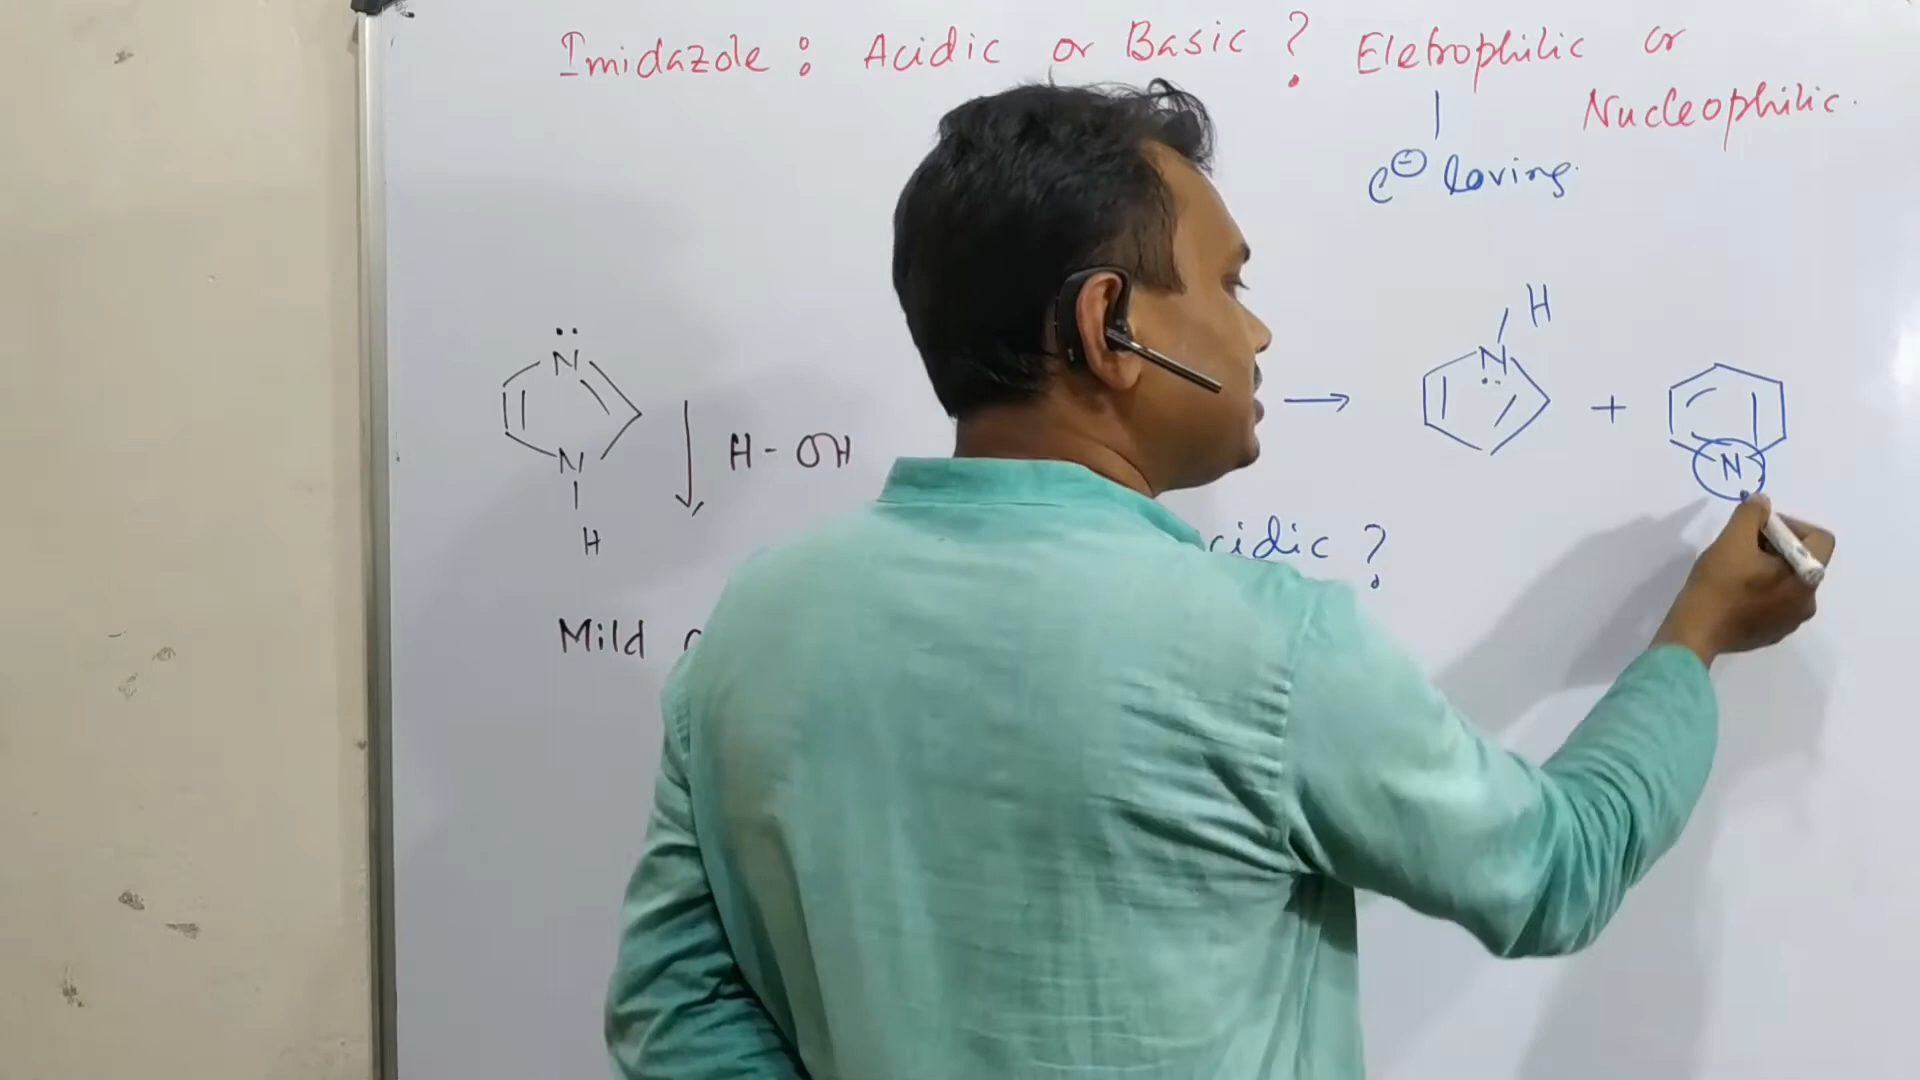 Imidazole : Acidic or Basic ? Eletrophilic or
Nucleophilic.
e⊖ loving.
H
N
+
N
N
N
H
H - OH
cidic ?
Mild